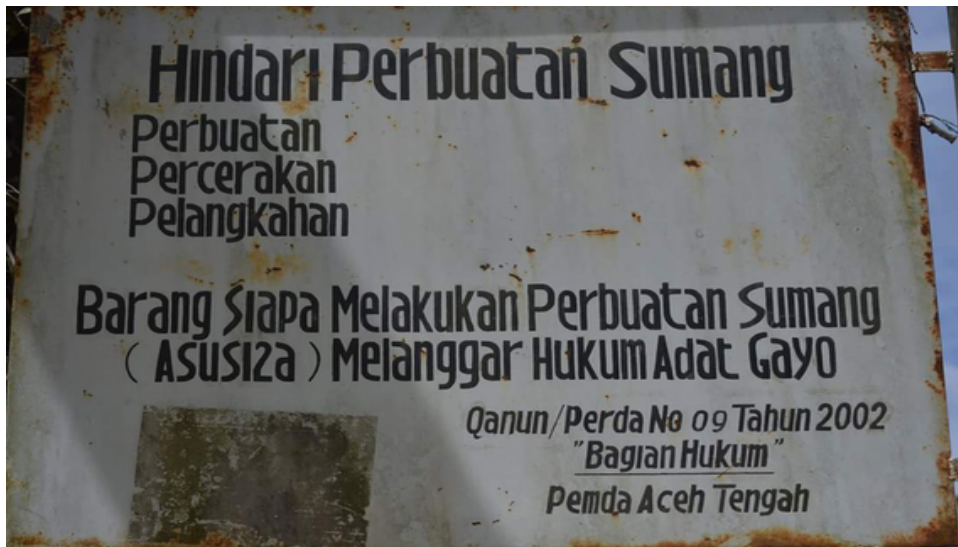 Hindari Perbuatan Sumang
Perbuatan
Percerakan
Pelangkahan
Barang Siapa Melakukan Perbuatan Sumang
( ASUSI2a ) Melanggar Hukum Adat Gayo
Qanun/Perda No 09 Tahun 2002
"Bagian Hukum"
Pemda Aceh Tengah